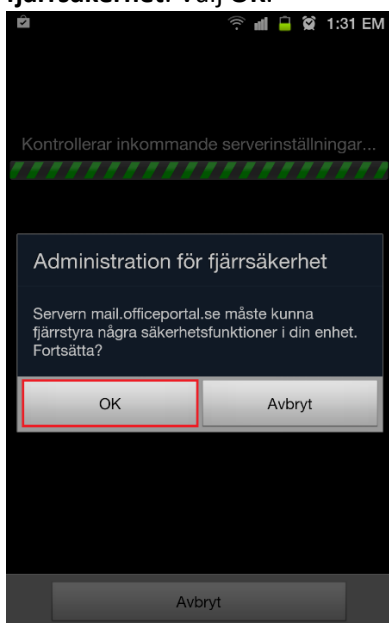 fjärrsäkerhet. Välj OK.
1:31 EM
Kontrollerar inkommande serverinställningar...
Administration för fjärrsäkerhet
Servern mail.officeportal.se måste kunna
fjärrstyra några säkerhetsfunktioner i din enhet.
Fortsätta?
OK
Avbryt
Avbryt